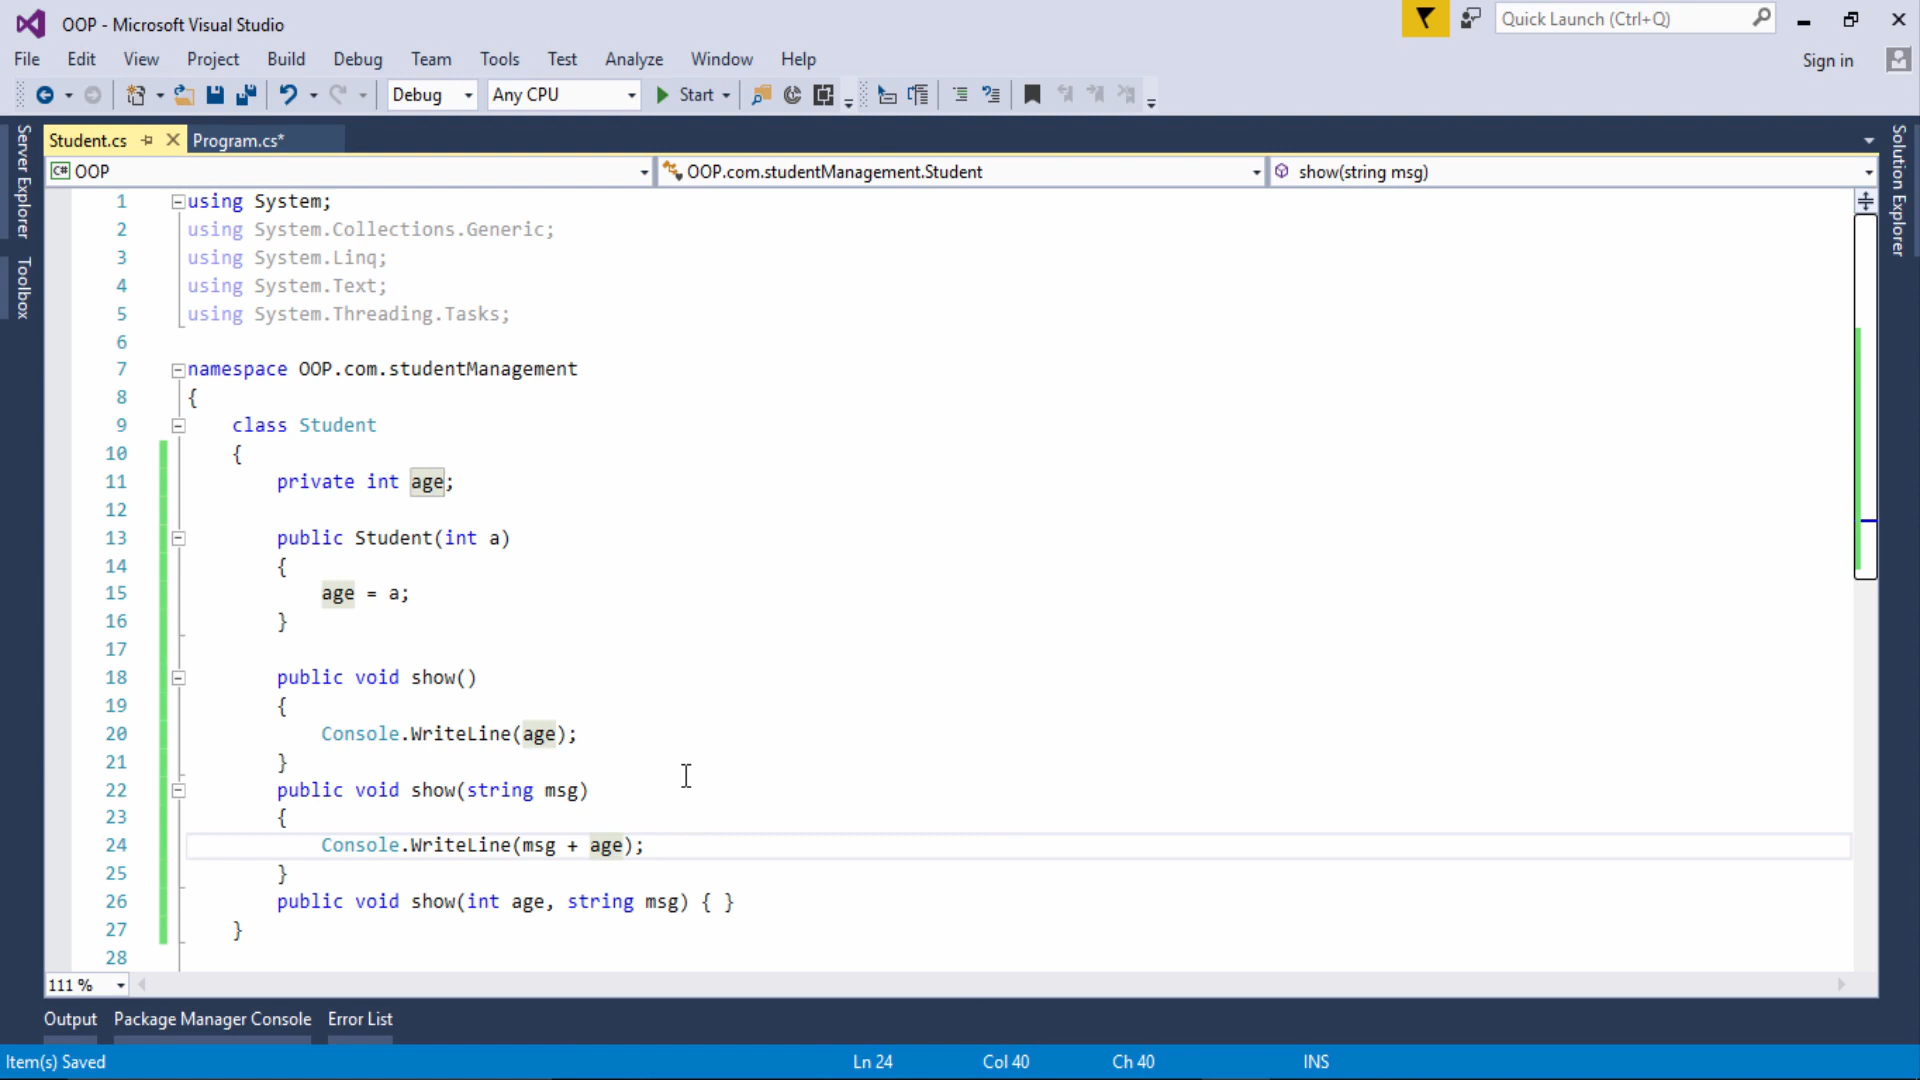 OOP - Microsoft Visual Studio
Quick Launch (Ctrl+Q)
File Edit View Project Build Debug Team Tools Test Analyze Window Help
Sign in
Debug Any CPU Start
Server Explorer
Toolbox
Solution Explorer
Student.cs Program.cs*
C# OOP OOP.com.studentManagement.Student show(string msg)
1 using System;
2 using System.Collections.Generic;
3 using System.Linq;
4 using System.Text;
5 using System.Threading.Tasks;
6
7 namespace OOP.com.studentManagement
8 {
9 class Student
10 {
11 private int age;
12
13 public Student(int a)
14 {
15 age = a;
16 }
17
18 public void show()
19 {
20 Console.WriteLine(age);
21 }
22 public void show(string msg)
23 {
24 Console.WriteLine(msg + age);
25 }
26 public void show(int age, string msg) { }
27 }
28
111 %
Output Package Manager Console Error List
Item(s) Saved Ln 24 Col 40 Ch 40 INS